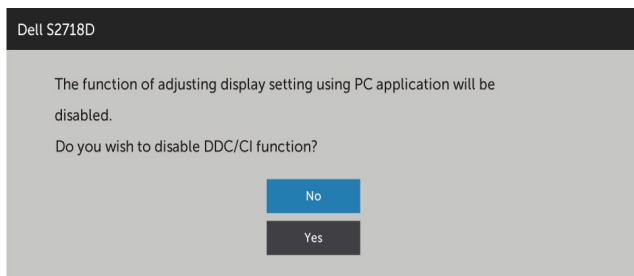 Dell S2718D
The function of adjusting display setting using PC application will be
disabled.
Do you wish to disable DDC/CI function?
No
Yes